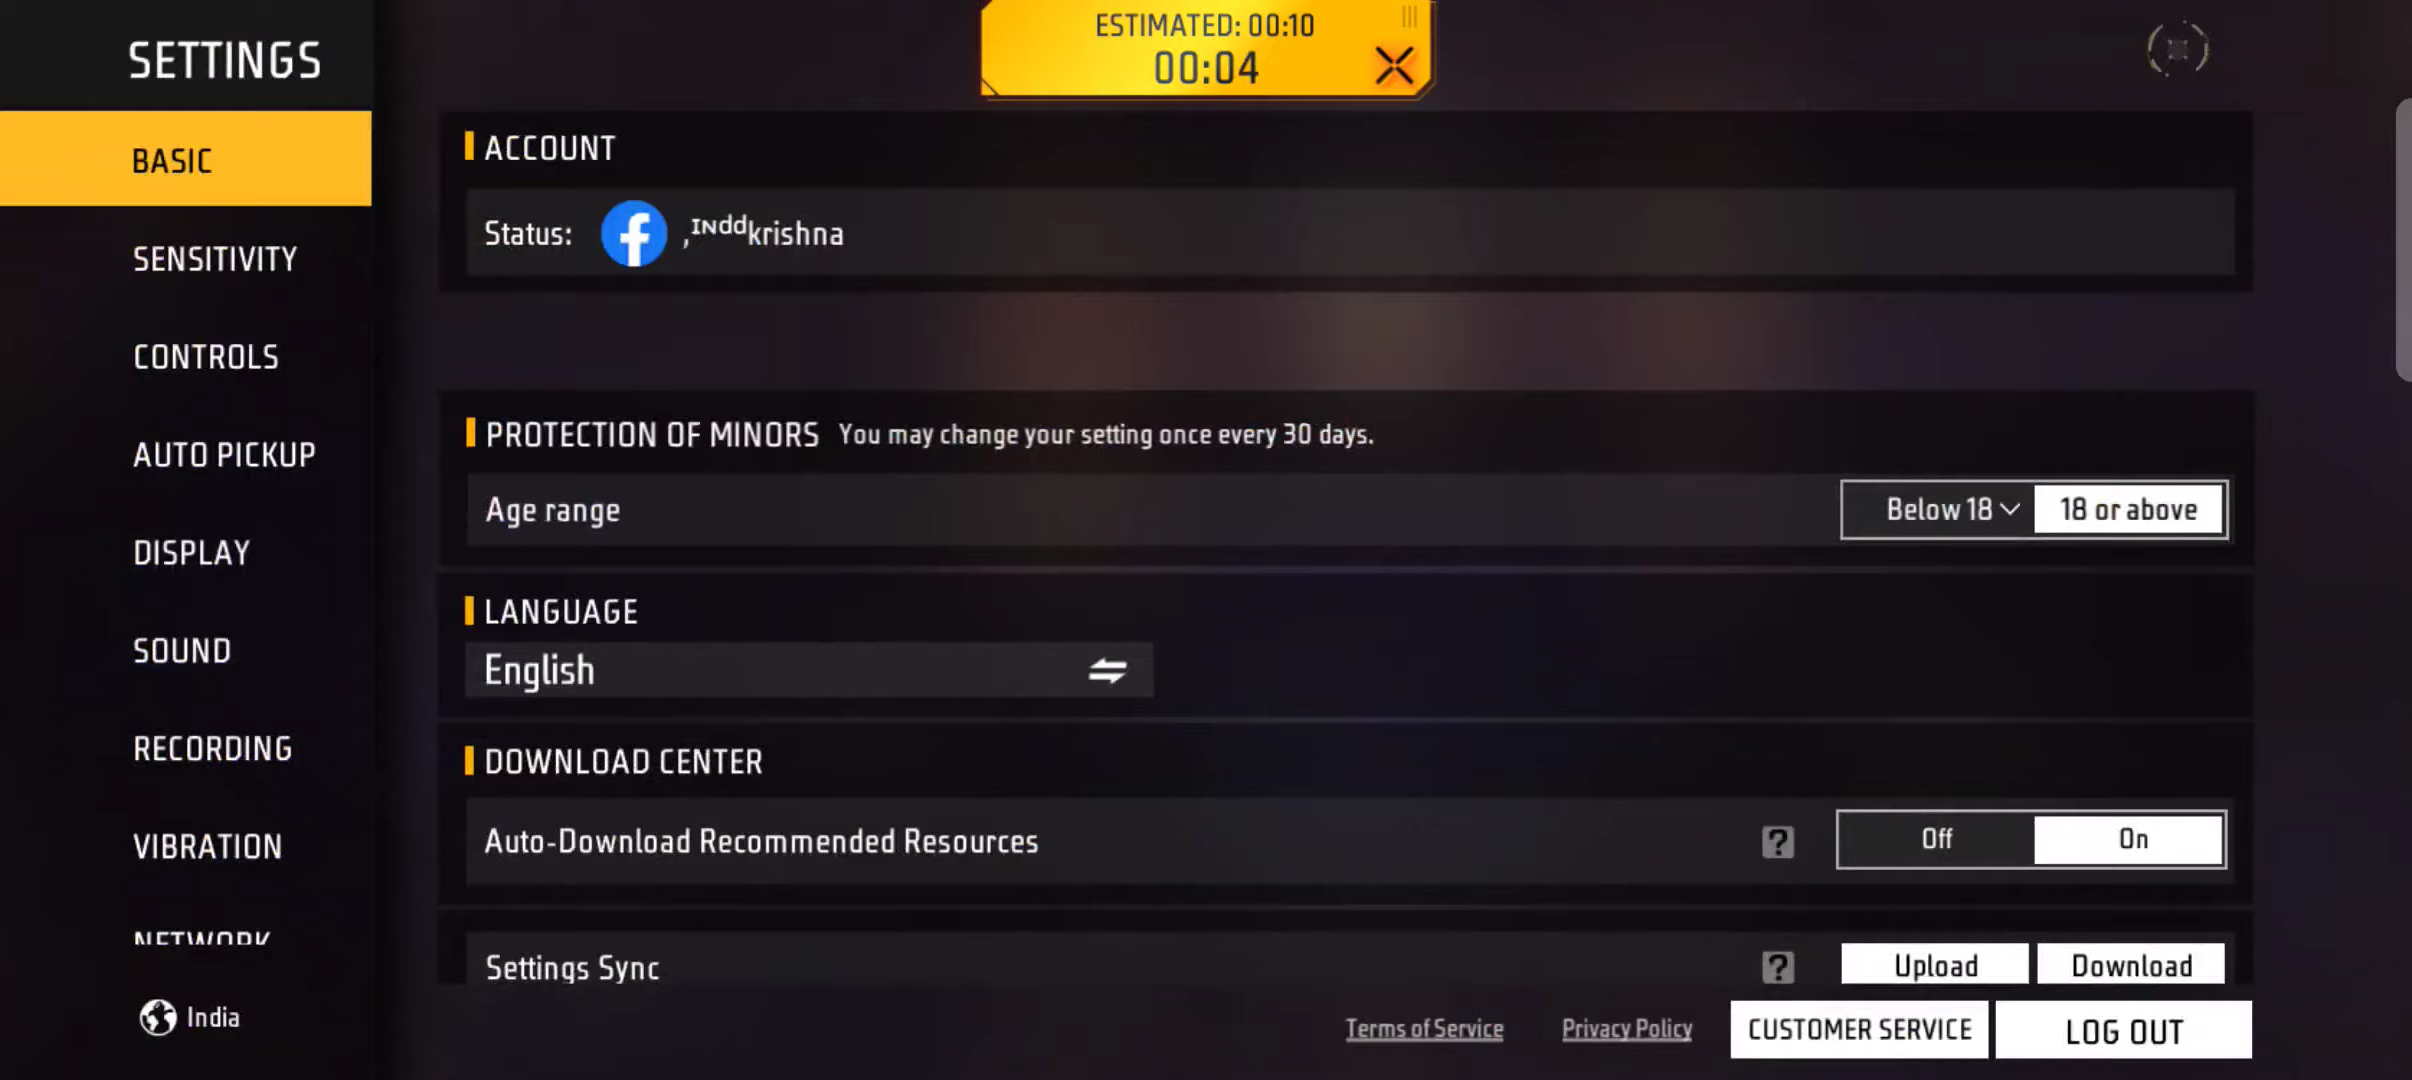 SETTINGS
ESTIMATED: 00:10
00:04
BASIC
SENSITIVITY
CONTROLS
AUTO PICKUP
DISPLAY
SOUND
RECORDING
VIBRATION
NETWORK
India
ACCOUNT
Status: ,ᴵᴺᵈᵈkrishna
PROTECTION OF MINORS You may change your setting once every 30 days.
Age range Below 18 18 or above
LANGUAGE
English
DOWNLOAD CENTER
Auto-Download Recommended Resources ? Off On
Settings Sync ? Upload Download
Terms of Service Privacy Policy CUSTOMER SERVICE LOG OUT